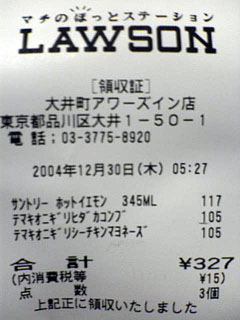 マチのほっとステーション
LAWSON
[領収証]
大井町アワーズイン店
東京都品川区大井1-50-1
電話:03-3775-8920
2004年12月30日(木) 05:27
サントリー ホットイエモン 345ML 117
テマキオニギリヒダカコンブ 105
テマキオニギリシーチキンマヨネーズ 105
合計 ¥327
(内消費税等 ¥15)
点数 3個
上記正に領収いたしました